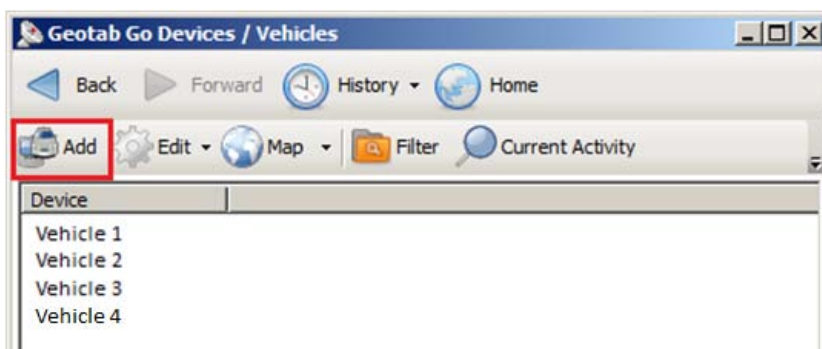 Geotab Go Devices / Vehicles
Back Forward History Home
Add Edit Map Filter Current Activity
Device
Vehicle 1
Vehicle 2
Vehicle 3
Vehicle 4